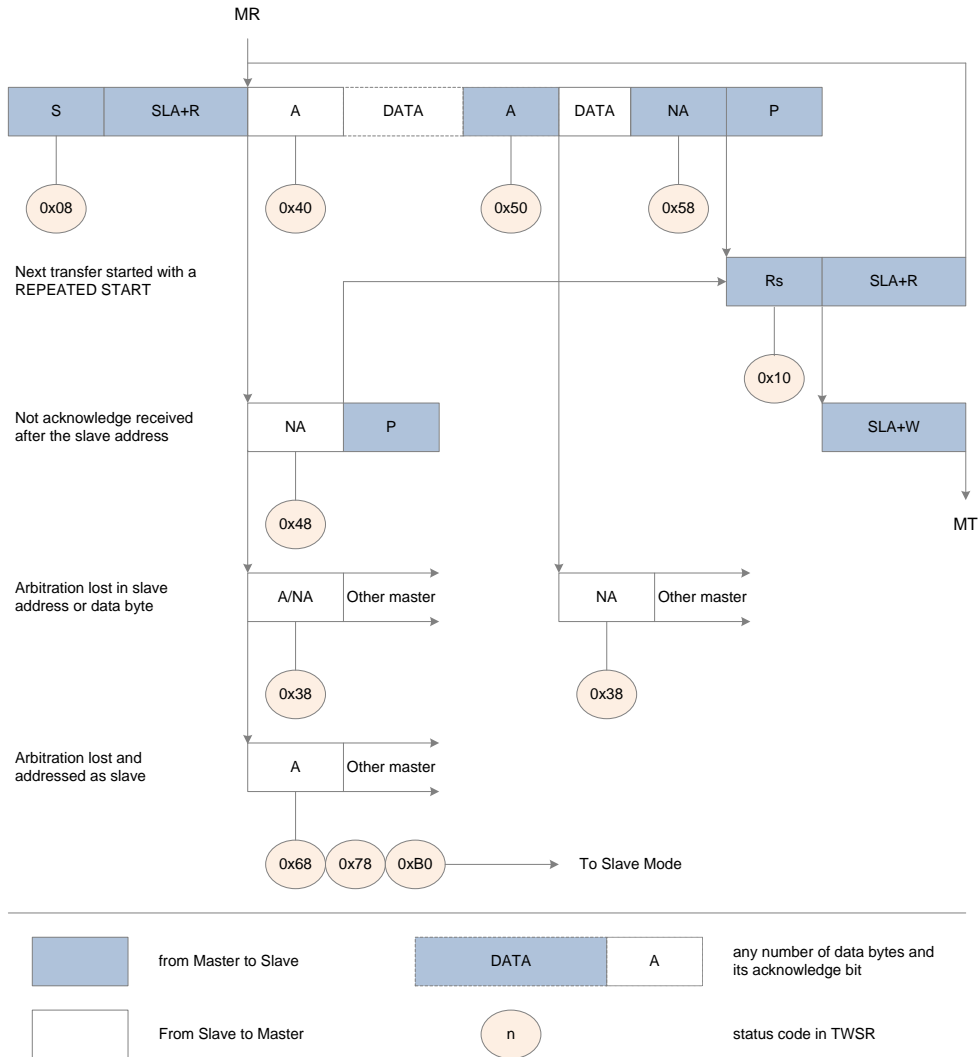 MR
S SLA+R A DATA A DATA NA P
0x08 0x40 0x50 0x58
Next transfer started with a
REPEATED START
Rs SLA+R
0x10
Not acknowledge received
after the slave address
NA P
SLA+W
0x48
MT
Arbitration lost in slave
address or data byte
A/NA Other master
NA Other master
0x38 0x38
Arbitration lost and
addressed as slave
A Other master
0x68 0x78 0xB0 To Slave Mode
from Master to Slave
DATA A
any number of data bytes and
its acknowledge bit
From Slave to Master
n
status code in TWSR